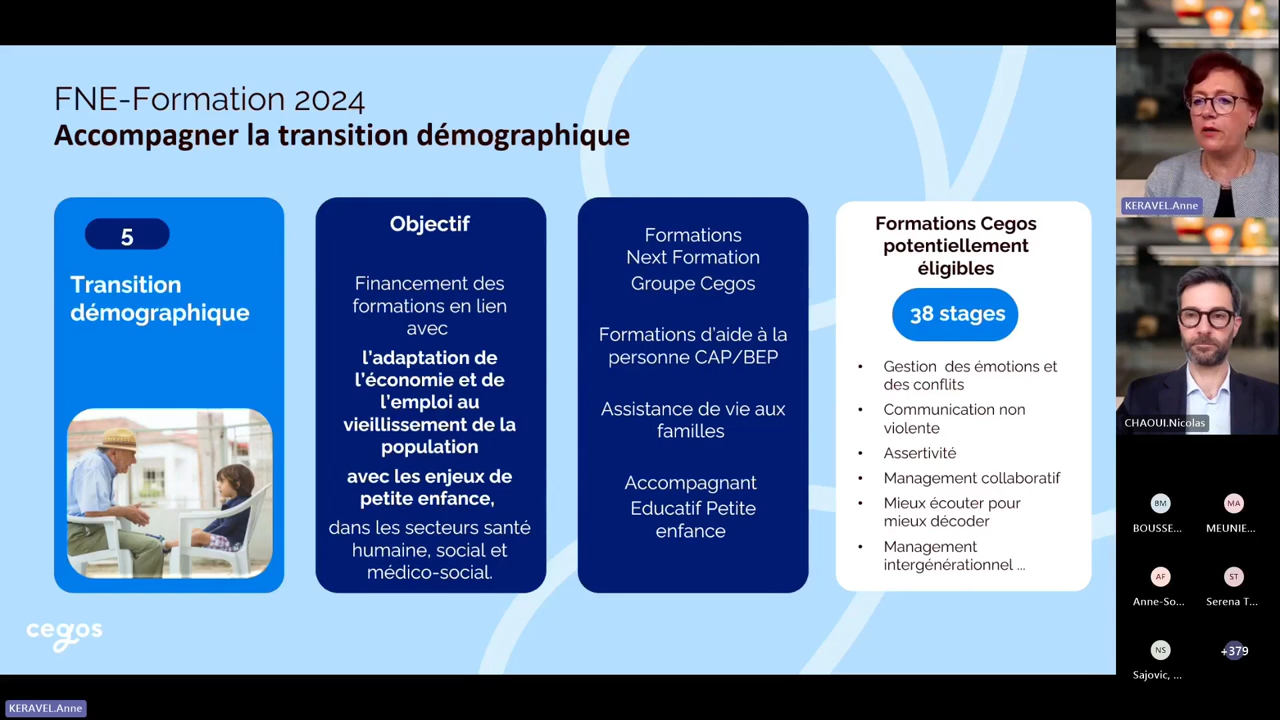 FNE-Formation 2024
Accompagner la transition démographique
5
Transition
démographique
Objectif
Financement des
formations en lien
avec
l'adaptation de
l'économie et de
l'emploi au
vieillissement de la
population
avec les enjeux de
petite enfance,
dans les secteurs santé
humaine, social et
médico-social.
Formations
Next Formation
Groupe Cegos
Formations d'aide à la
personne CAP/BEP
Assistance de vie aux
familles
Accompagnant
Educatif Petite
enfance
Formations Cegos
potentiellement
éligibles
38 stages
• Gestion des émotions et
des conflits
• Communication non
violente
• Assertivité
• Management collaboratif
• Mieux écouter pour
mieux décoder
• Management
intergénérationnel ...
cegos
KERAVEL.Anne
KERAVEL.Anne
CHAOUI.Nicolas
BM
MA
BOUSSE...
MEUNIE...
AF
ST
Anne-So...
Serena T...
NS
+379
Sajovic, ...